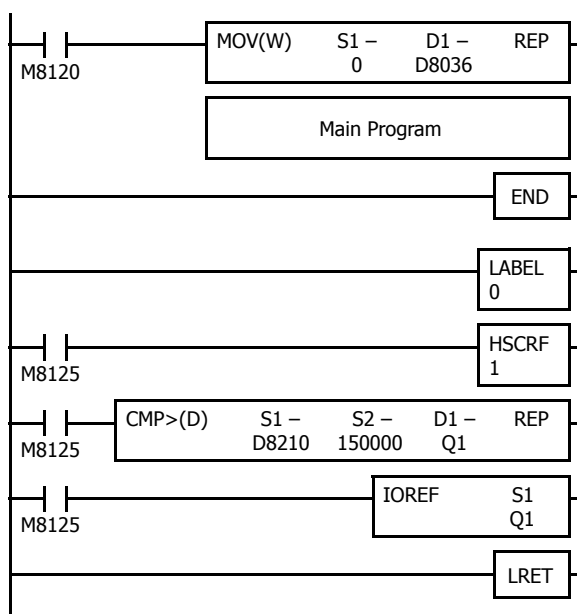 MOV(W) S1 – D1 – REP
M8120 0 D8036
Main Program
END
LABEL
0
HSCRF
M8125 1
CMP>(D) S1 – S2 – D1 – REP
M8125 D8210 150000 Q1
IOREF S1
M8125 Q1
LRET